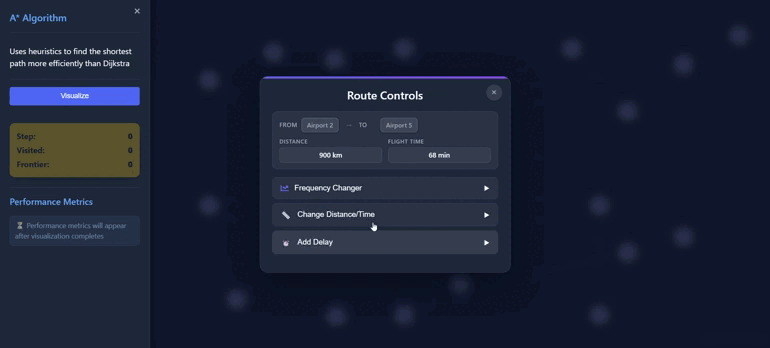 A* Algorithm
Uses heuristics to find the shortest
path more efficiently than Dijkstra
Visualize
Step: 0
Visited: 0
Frontier: 0
Performance Metrics
Performance metrics will appear
after visualization completes
Route Controls
FROM Airport 2 — TO Airport 5
DISTANCE FLIGHT TIME
900 km 68 min
Frequency Changer
Change Distance/Time
Add Delay